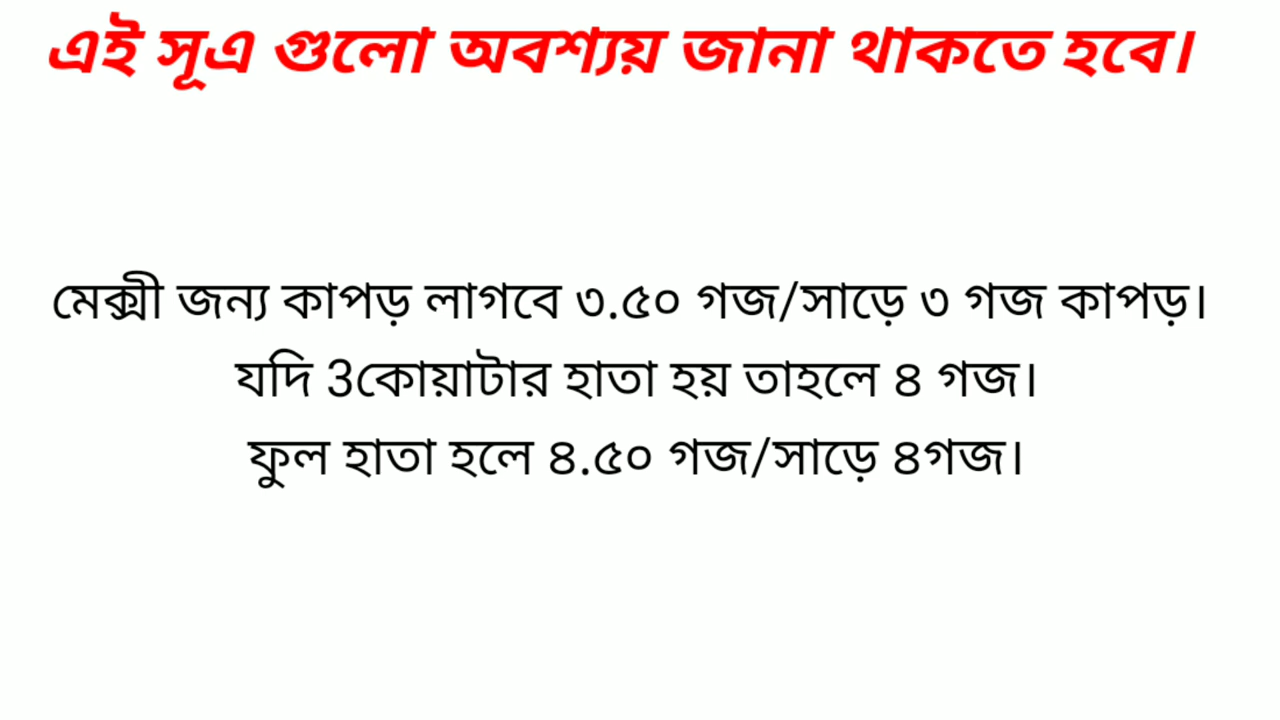 এই সূএ গুলো অবশ্যয় জানা থাকতে হবে।
মেক্সী জন্য কাপড় লাগবে ৩.৫০ গজ/সাড়ে ৩ গজ কাপড়।
যদি 3কোয়াটার হাতা হয় তাহলে ৪ গজ।
ফুল হাতা হলে ৪.৫০ গজ/সাড়ে ৪গজ।